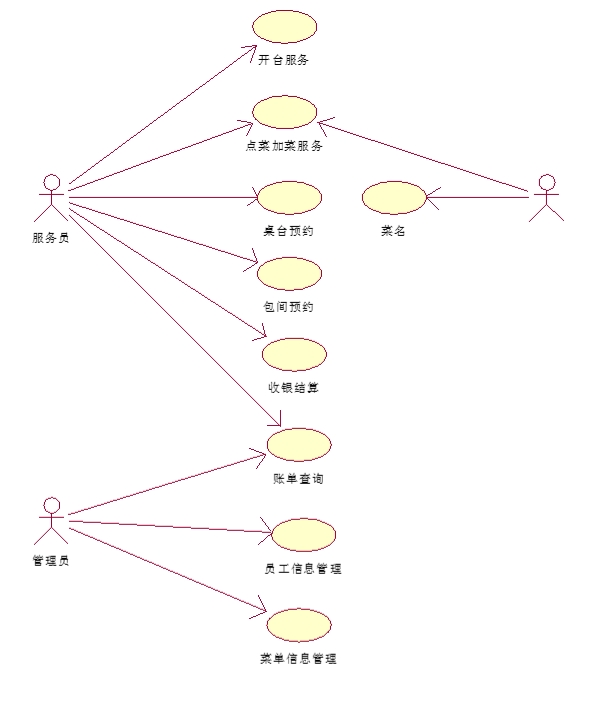 开台服务
点菜加菜服务
服务员
桌台预约
菜名
包间预约
收银结算
账单查询
管理员
员工信息管理
菜单信息管理